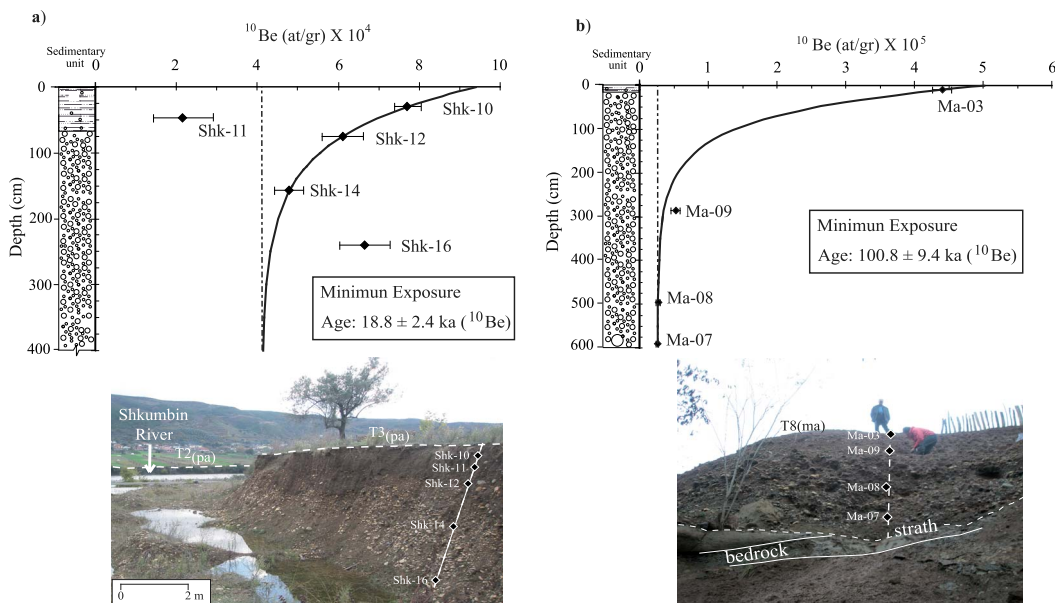 a)
10 Be (at/gr) X 10 4
Sedimentary
unit
0 2 4 6 8 10
Depth (cm)
0
100
200
300
400
Shk-10
Shk-11
Shk-12
Shk-14
Shk-16
Minimun Exposure
Age: 18.8 ± 2.4 ka (10Be)
Shkumbin
River
T2(pa)
T3(pa)
Shk-10
Shk-11
Shk-12
Shk-14
Shk-16
0 2 m
b)
10 Be (at/gr) X 10 5
Sedimentary
unit
0 1 2 3 4 5 6
Depth (cm)
0
100
200
300
400
500
600
Ma-03
Ma-09
Ma-08
Ma-07
Minimun Exposure
Age: 100.8 ± 9.4 ka (10Be)
T8(ma)
Ma-03
Ma-09
Ma-08
Ma-07
strath
bedrock